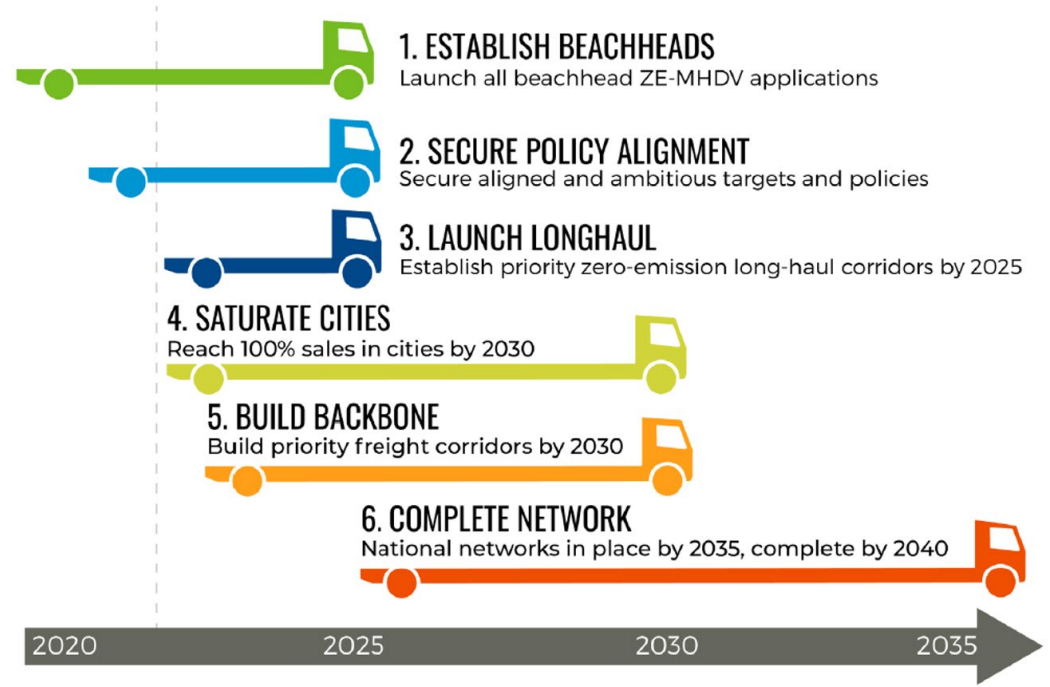 1. ESTABLISH BEACHHEADS
Launch all beachhead ZE-MHDV applications
2. SECURE POLICY ALIGNMENT
Secure aligned and ambitious targets and policies
3. LAUNCH LONGHAUL
Establish priority zero-emission long-haul corridors by 2025
4. SATURATE CITIES
Reach 100% sales in cities by 2030
5. BUILD BACKBONE
Build priority freight corridors by 2030
6. COMPLETE NETWORK
National networks in place by 2035, complete by 2040
2020 2025 2030 2035